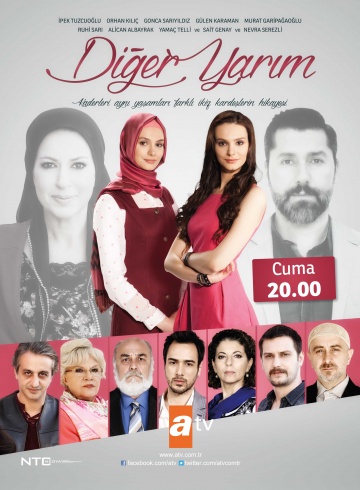 İPEK TUZCUOĞLU ORHAN KILIÇ GONCA SARIYILDIZ GÜLEN KARAMAN MURAT GARİPAĞAOĞLU
RUHİ SARI ALİCAN ALBAYRAK YAMAÇ TELLİ ve SAİT GENAY ve NEVRA SEREZLİ
Diğer Yarım
Kaderleri aynı yaşamları farklı ikiz kardeşlerin hikayesi
Cuma
20.00
atv
www.atv.com.tr
NTC
facebook.com/atv twitter.com/atvcomtr